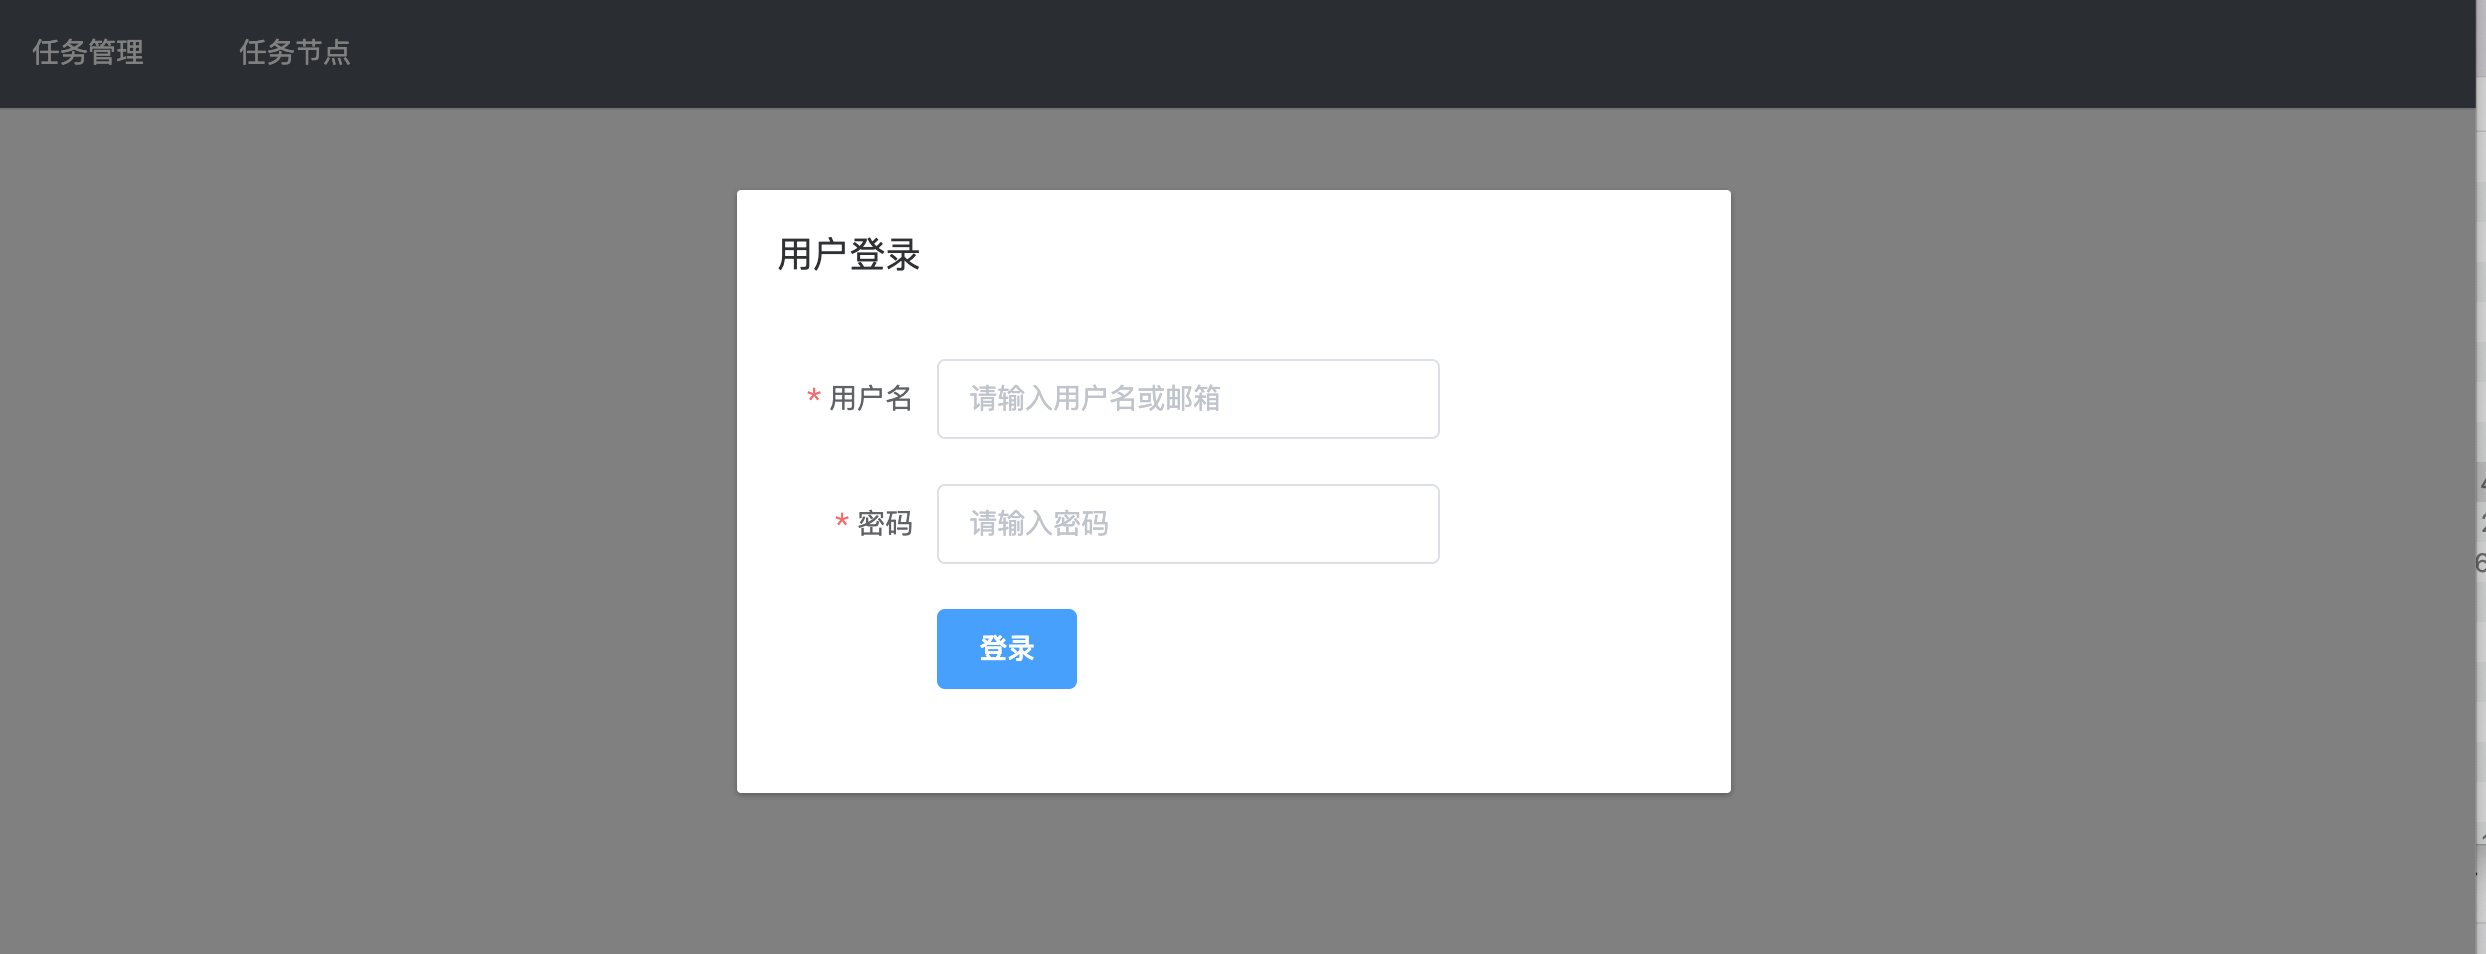 任务管理 任务节点
用户登录
* 用户名 请输入用户名或邮箱
* 密码 请输入密码
登录